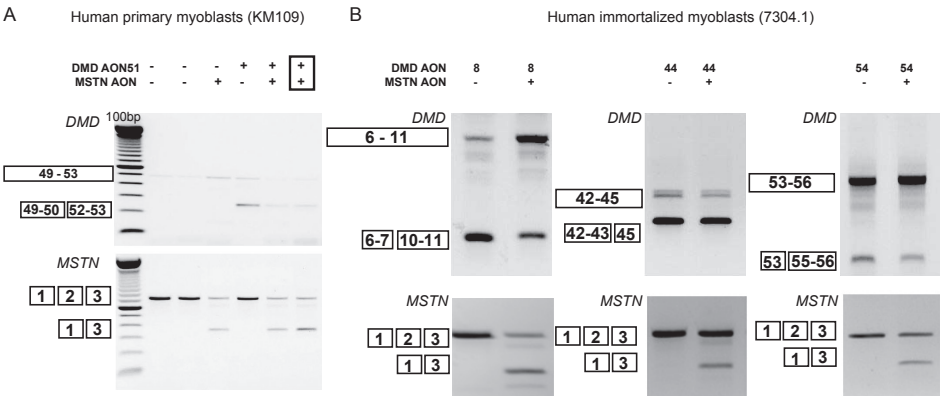 A
Human primary myoblasts (KM109)
DMD AON51 - - - + + +
MSTN AON - - + - + +
DMD
100bp
49 - 53
49-50 52-53
MSTN
1 2 3
1 3
B
Human immortalized myoblasts (7304.1)
DMD AON 8 8
MSTN AON - +
DMD
6 - 11
6-7 10-11
MSTN
1 2 3
1 3
44 44
- +
DMD
42-45
42-43 45
MSTN
1 2 3
1 3
54 54
- +
DMD
53-56
53 55-56
MSTN
1 2 3
1 3